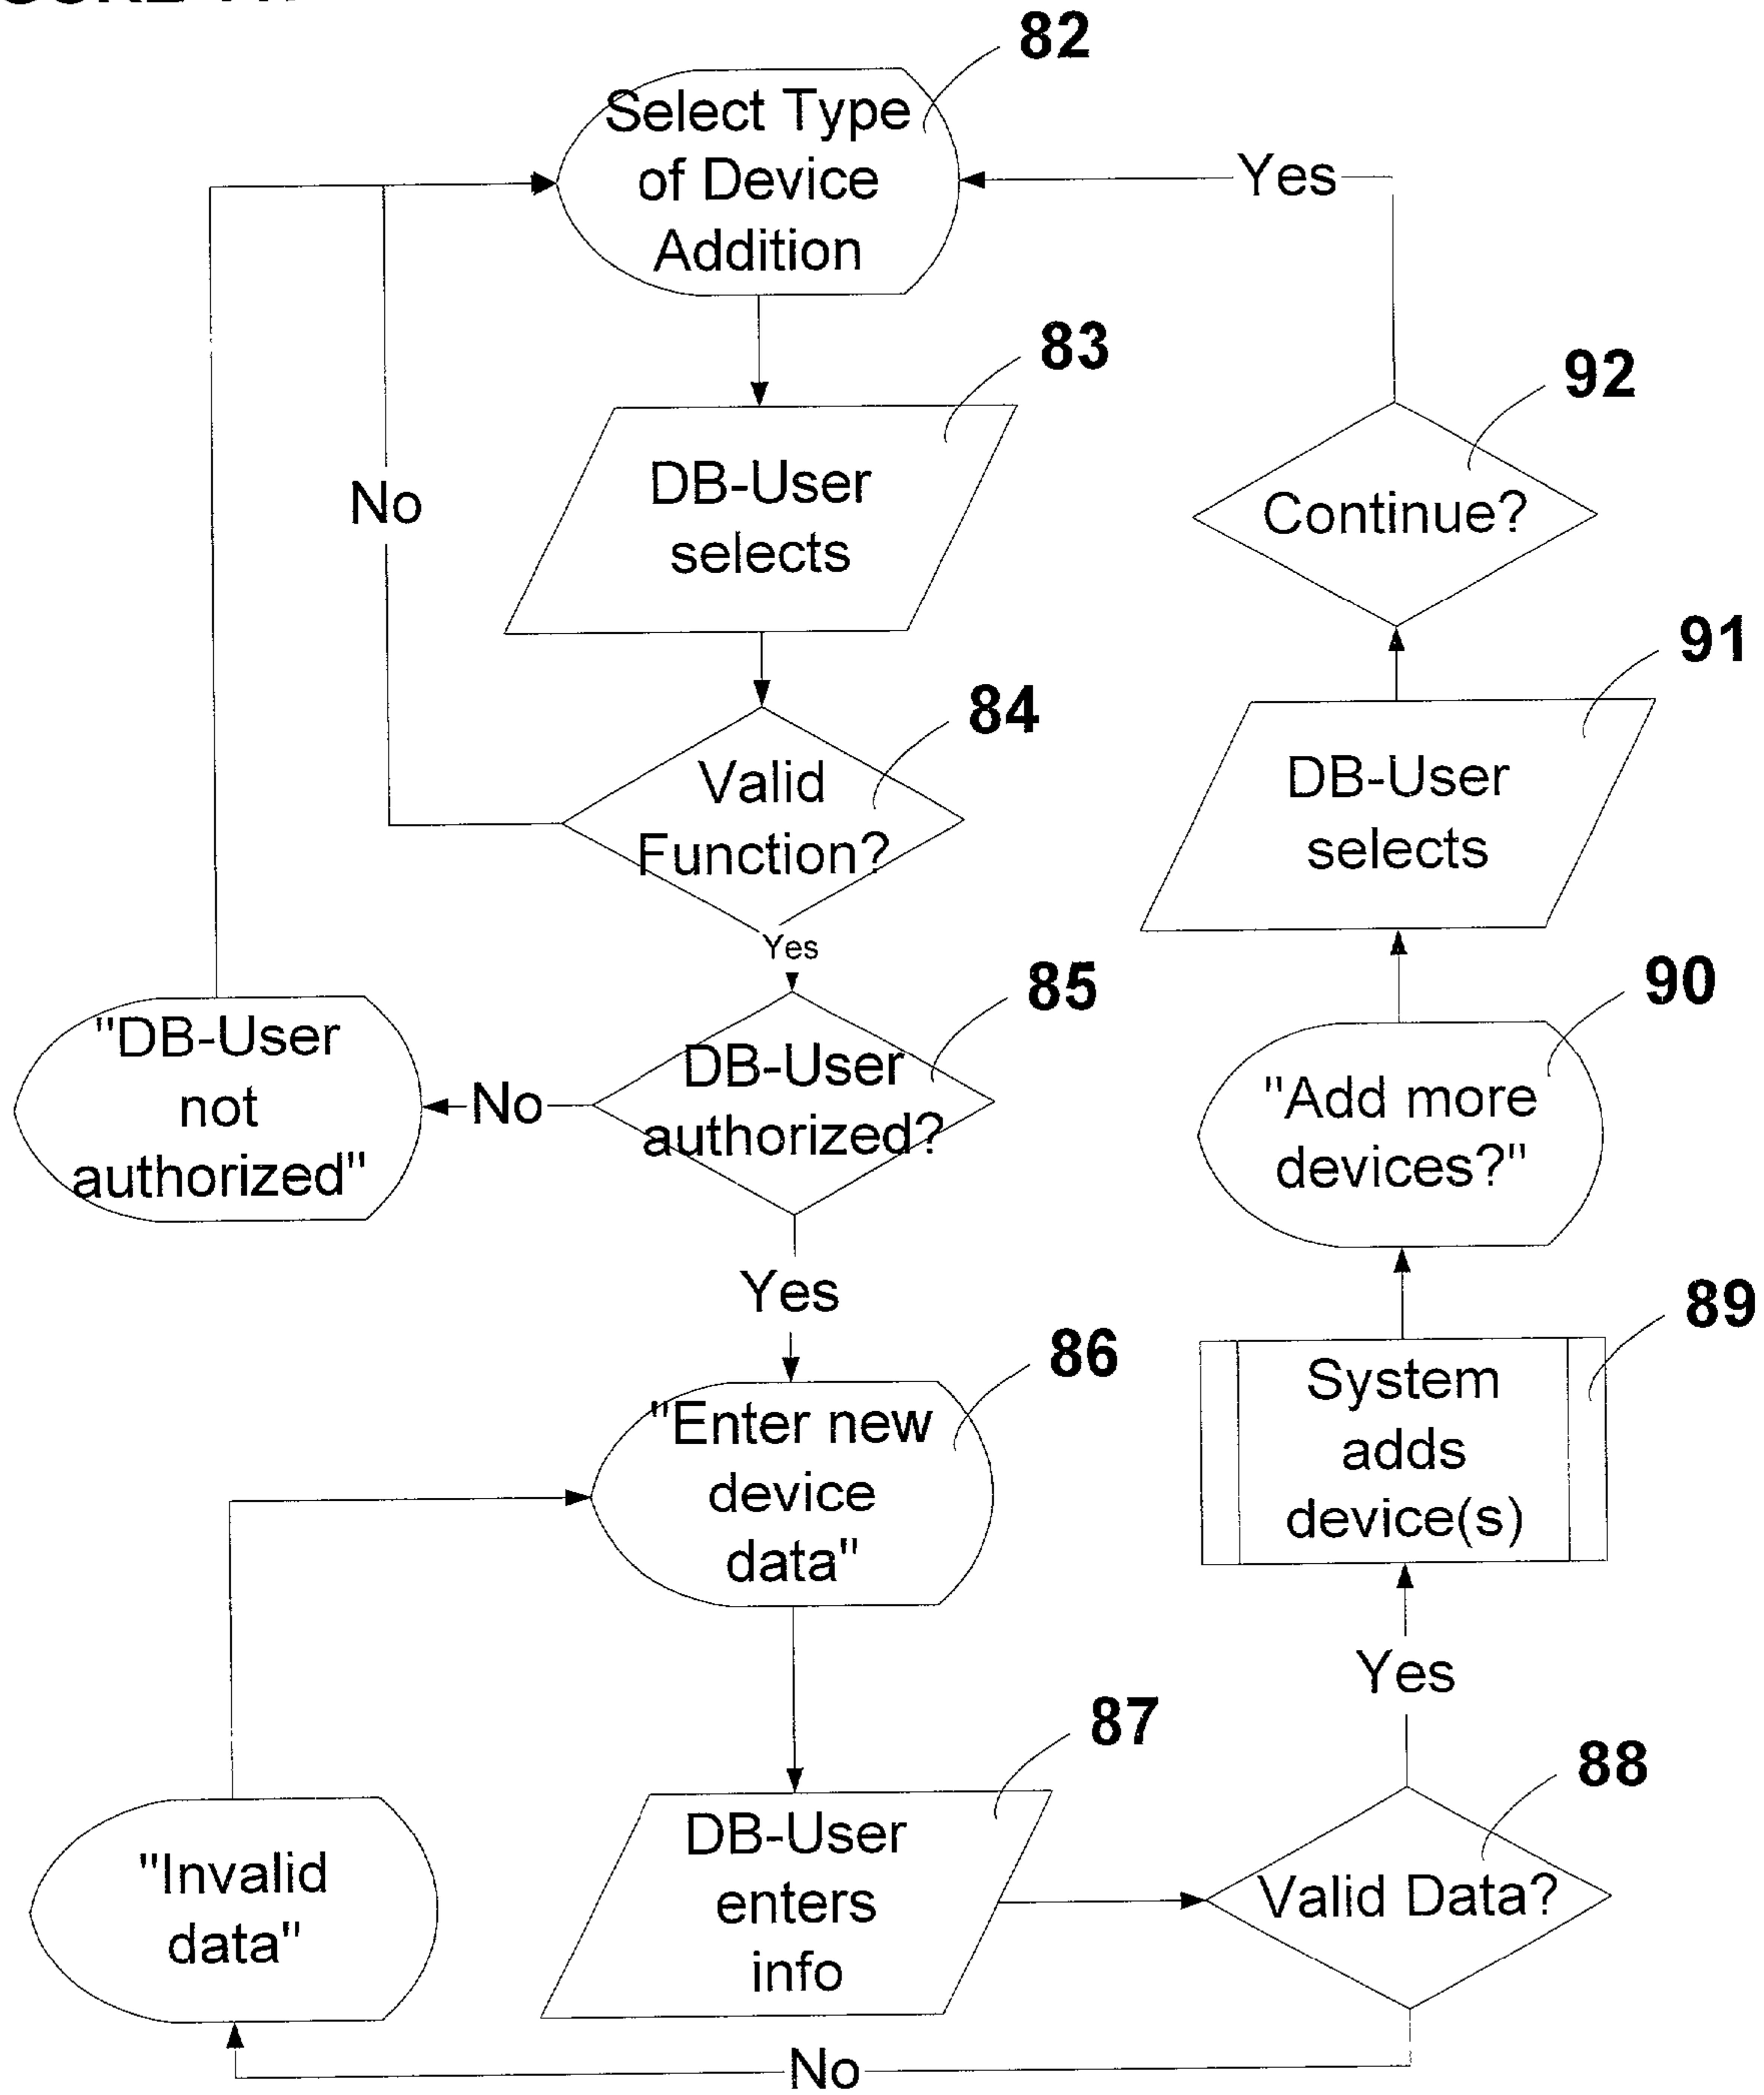 82
Select Type
of Device
Addition
Yes
83
DB-User
selects
92
Continue?
No
84
Valid
Function?
Yes
91
DB-User
selects
85
DB-User
authorized?
No
"DB-User
not
authorized"
90
"Add more
devices?"
Yes
86
"Enter new
device
data"
89
System
adds
device(s)
Yes
87
DB-User
enters
info
88
Valid Data?
"Invalid
data"
No